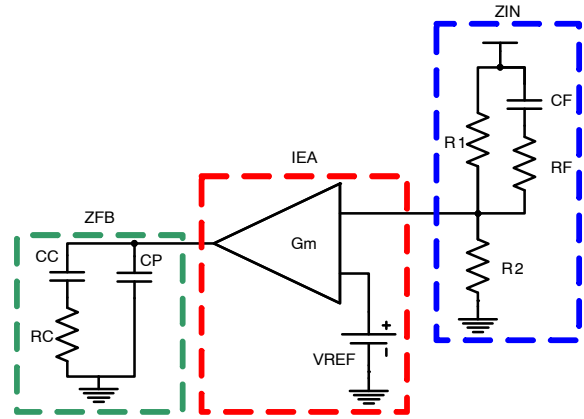 ZIN
CF
R1
RF
IEA
ZFB
Gm
CC
CP
R2
+
RC
VREF
-